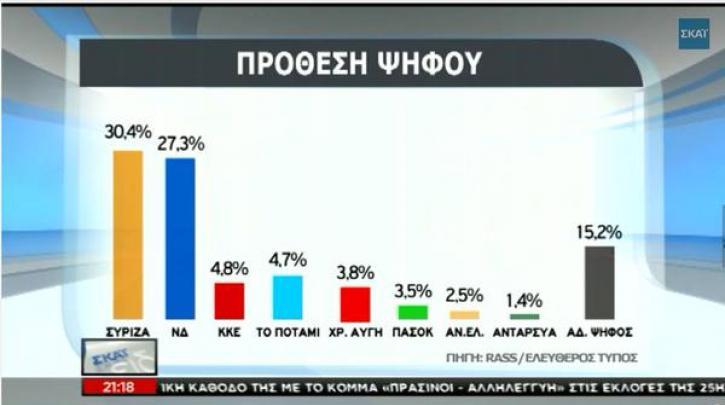 ΣΚΑΪ
ΠΡΟΘΕΣΗ ΨΗΦΟΥ
30,4%
27,3%
4,8%
4,7%
3,8%
3,5%
2,5%
1,4%
15,2%
ΣΥΡΙΖΑ ΝΔ ΚΚΕ ΤΟ ΠΟΤΑΜΙ ΧΡ. ΑΥΓΗ ΠΑΣΟΚ ΑΝ.ΕΛ. ΑΝΤΑΡΣΥΑ ΑΔ. ΨΗΦΟΣ
ΣΚΑΪ
ΠΗΓΗ: RASS / ΕΛΕΥΘΕΡΟΣ ΤΥΠΟΣ
21:18 ΙΚΗ ΚΑΘΟΔΟ ΤΗΣ ΜΕ ΤΟ ΚΟΜΜΑ «ΠΡΑΣΙΝΟΙ - ΑΛΛΗΛΕΓΓΥΗ» ΣΤΙΣ ΕΚΛΟΓΕΣ ΤΗΣ 25Η